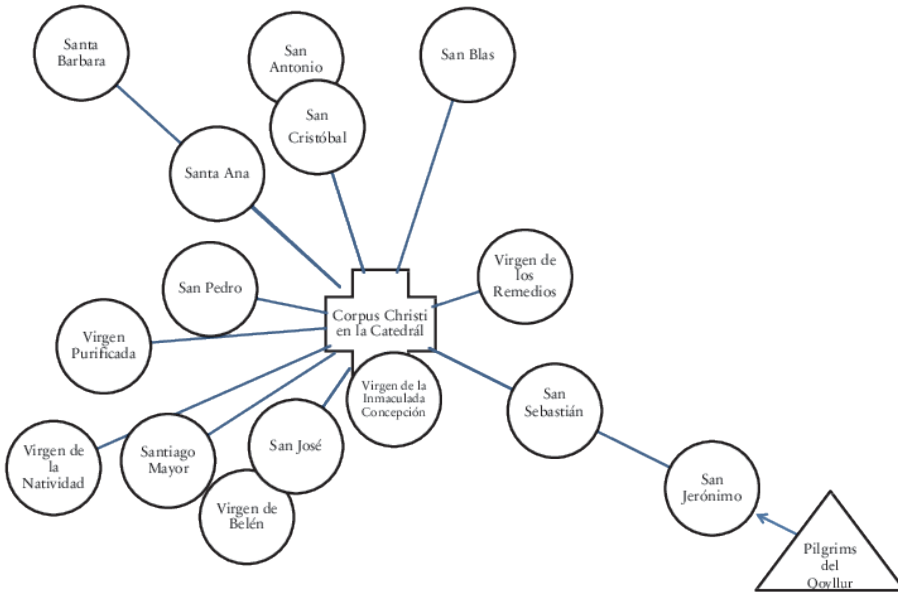 Santa
Barbara
San
Antonio
San Blas
San
Cristóbal
Santa Ana
Virgen de
los
Remedios
San Pedro
Corpus Christi
en la Catedrál
Virgen
Purificada
Virgen de la
Inmaculada
Concepción
San
Sebastián
Virgen de
la
Natividad
Santiago
Mayor
San José
Virgen de
Belén
San
Jerónimo
Pilgrims
del
Qoyllur